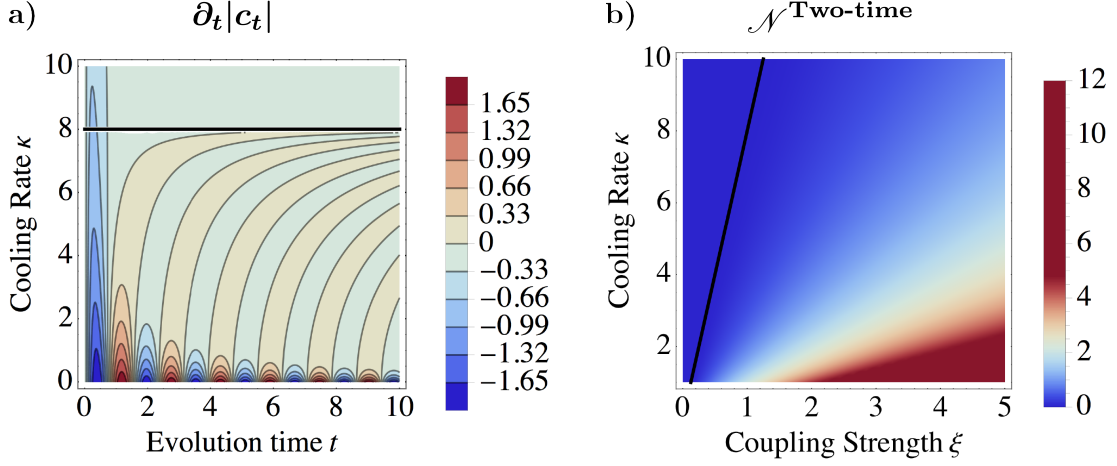 a)
∂ₜ|cₜ|
10
8
6
4
2
0
Cooling Rate κ
0 2 4 6 8 10
Evolution time t
1.65
1.32
0.99
0.66
0.33
0
−0.33
−0.66
−0.99
−1.32
−1.65
b)
𝒩 Two-time
10
8
6
4
2
Cooling Rate κ
0 1 2 3 4 5
Coupling Strength ξ
12
10
8
6
4
2
0